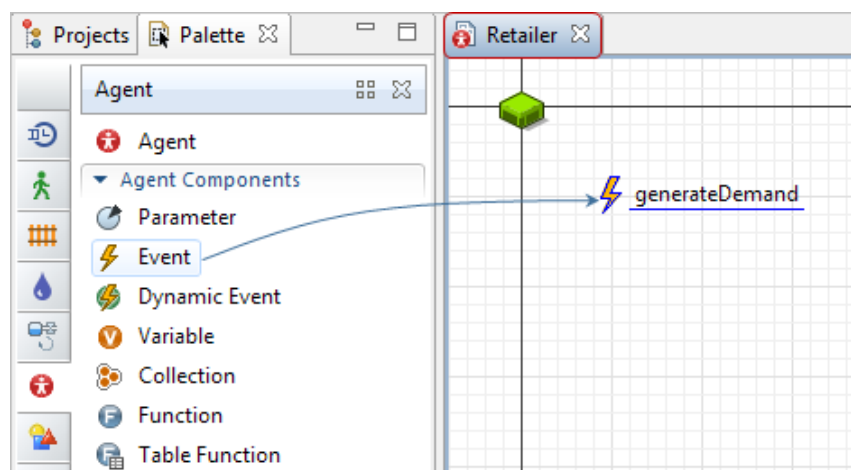 Projects Palette Retailer
Agent
Agent
Agent Components
Parameter
generateDemand
Event
Dynamic Event
Variable
Collection
Function
Table Function